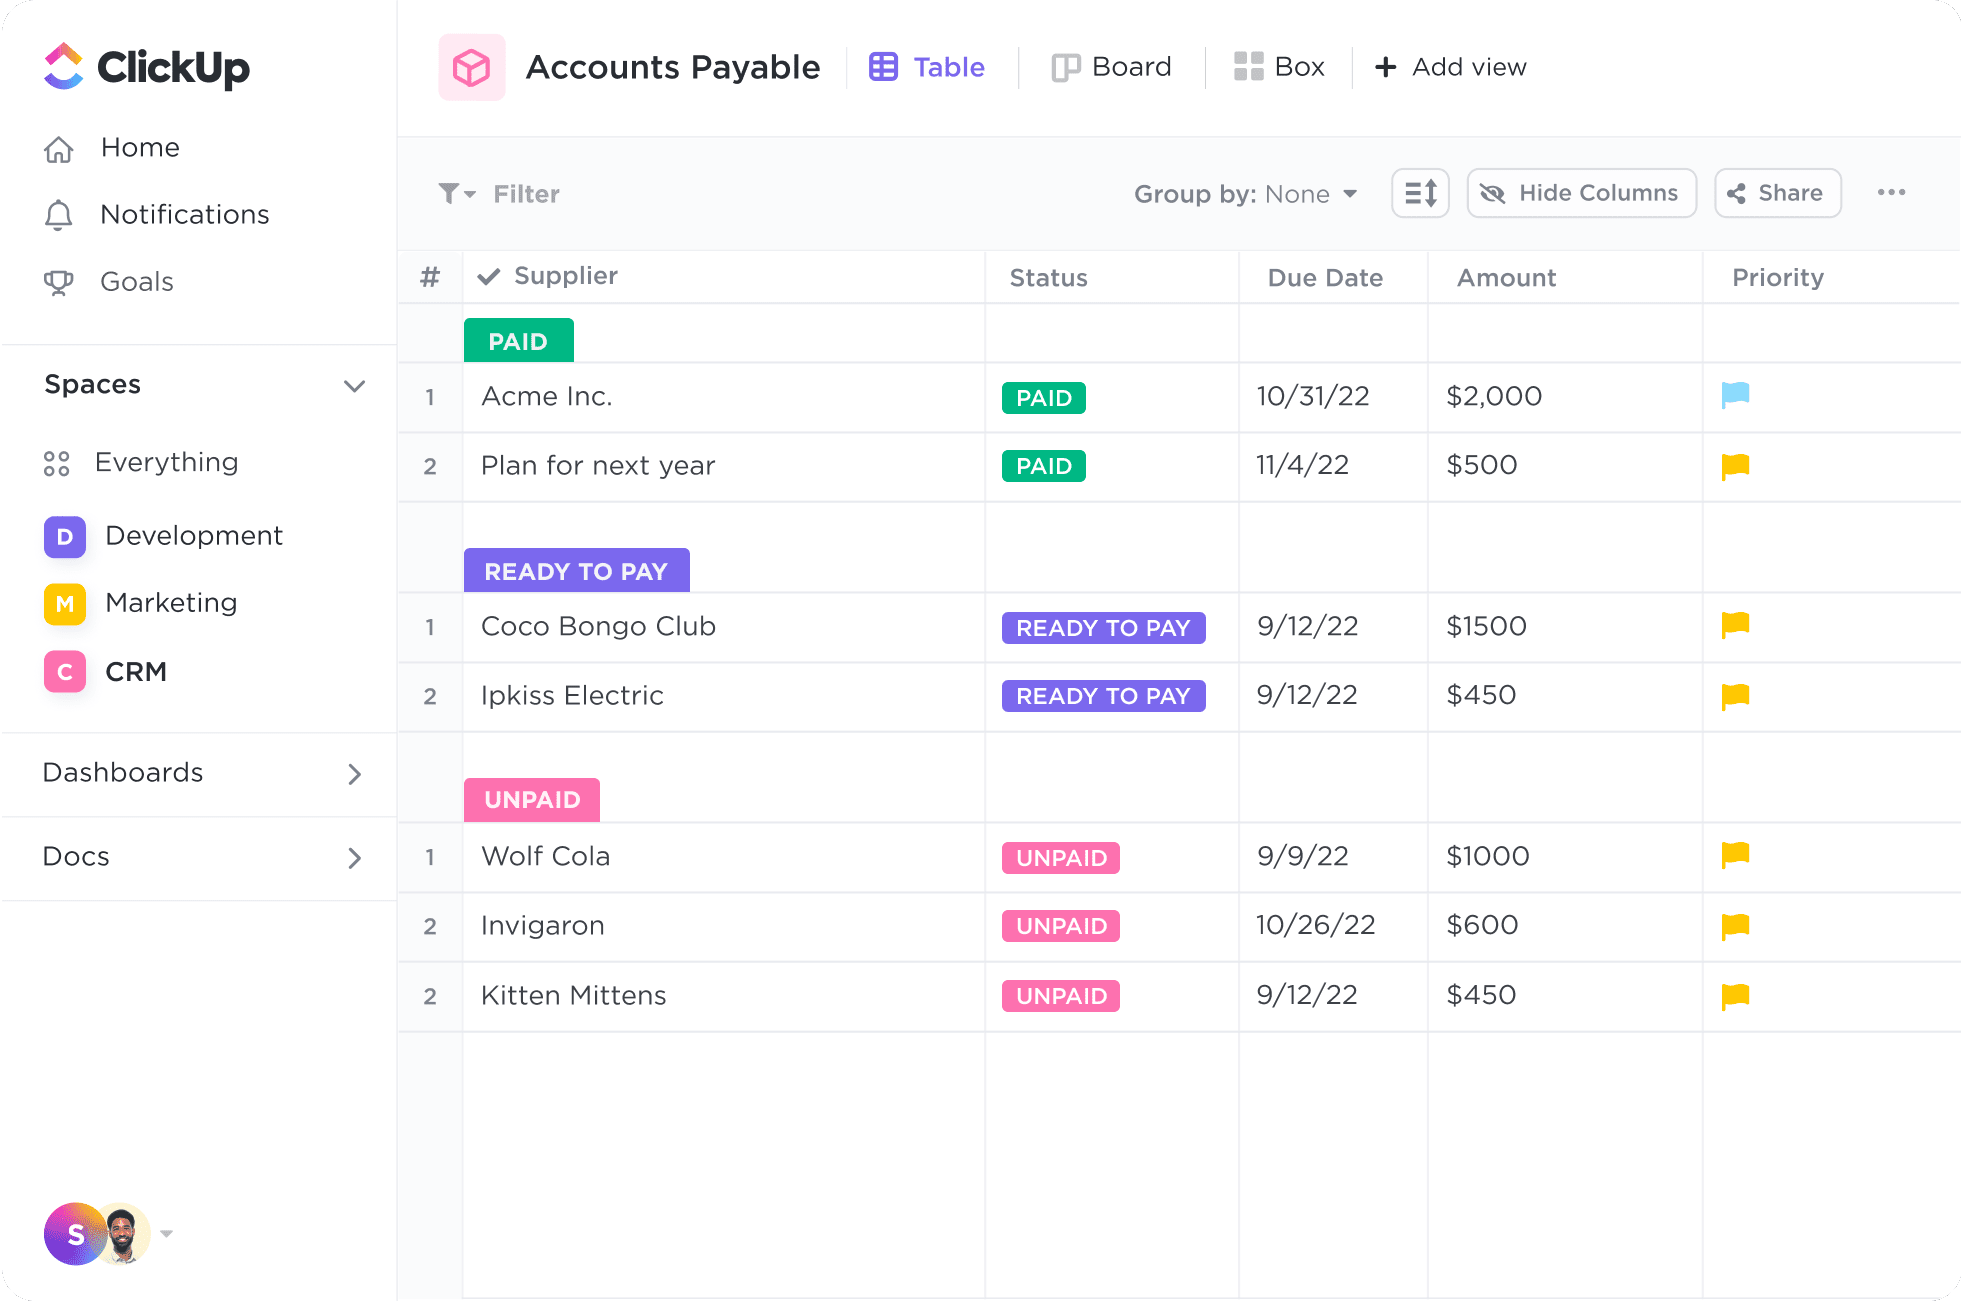 ClickUp
Home
Notifications
Goals
Spaces
Everything
D Development
M Marketing
C CRM
Dashboards
Docs
S
Accounts Payable Table Board Box + Add view
Filter Group by: None Hide Columns Share
# Supplier Status Due Date Amount Priority
PAID
1 Acme Inc. PAID 10/31/22 $2,000
2 Plan for next year PAID 11/4/22 $500
READY TO PAY
1 Coco Bongo Club READY TO PAY 9/12/22 $1500
2 Ipkiss Electric READY TO PAY 9/12/22 $450
UNPAID
1 Wolf Cola UNPAID 9/9/22 $1000
2 Invigaron UNPAID 10/26/22 $600
2 Kitten Mittens UNPAID 9/12/22 $450